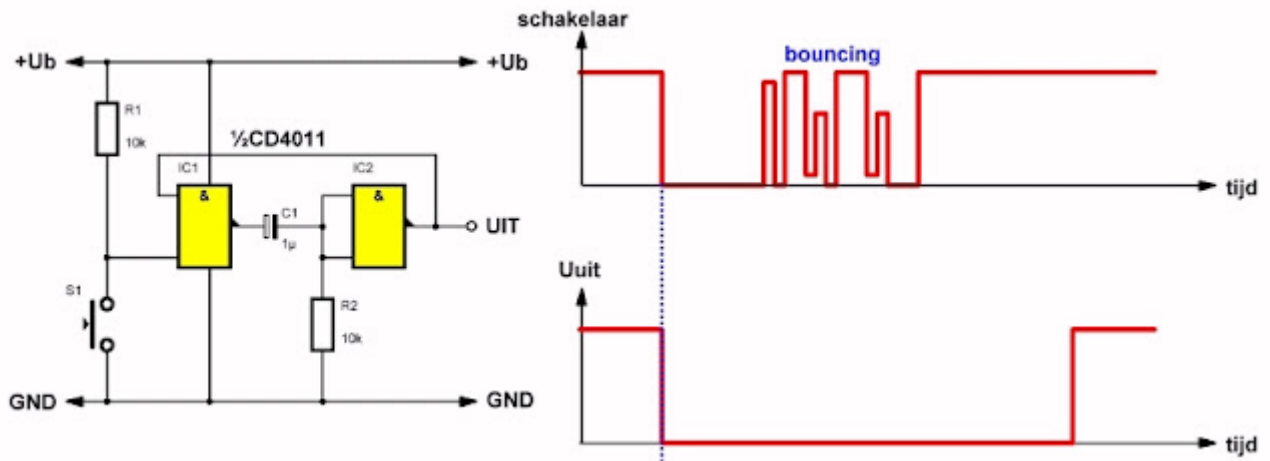 schakelaar
bouncing
tijd
+Ub
+Ub
R1
10k
½CD4011
IC1
IC2
&
&
C1
1µ
UIT
S1
R2
10k
GND
GND
Uuit
tijd